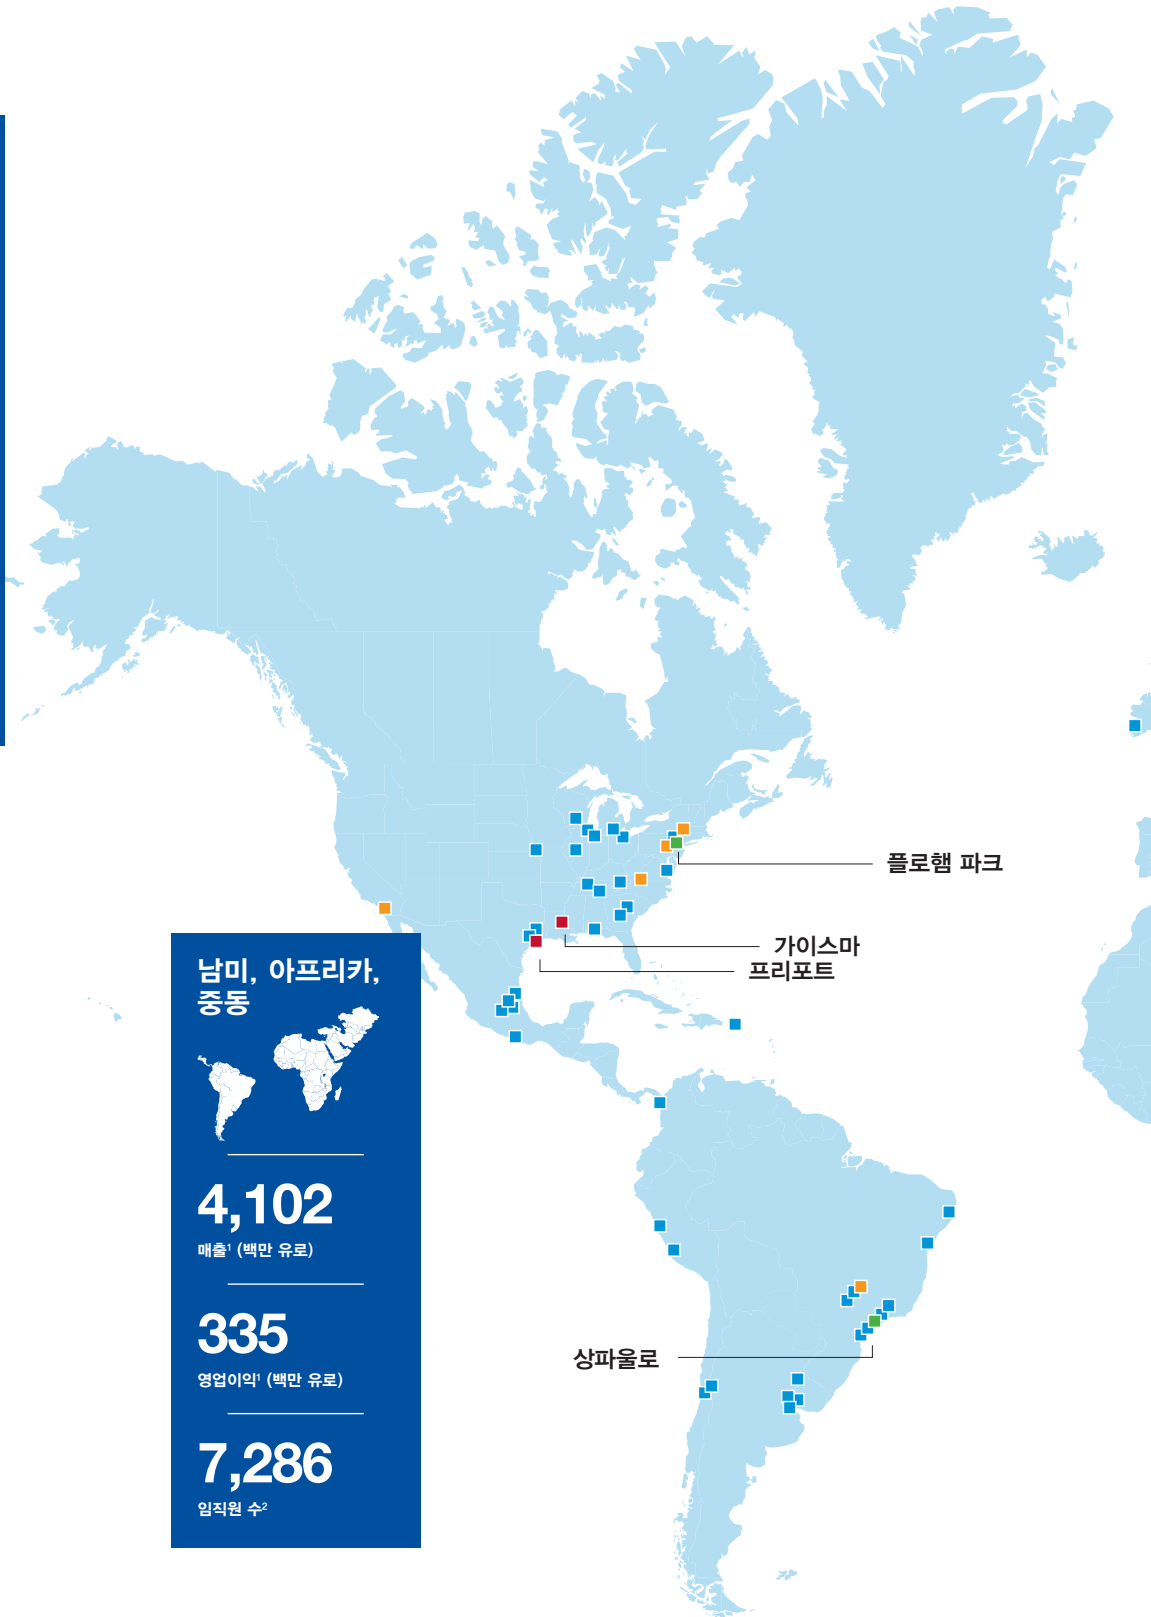 플로햄 파크
가이스마
프리포트
남미, 아프리카,
중동
4,102
매출¹ (백만 유로)
335
영업이익¹ (백만 유로)
7,286
임직원 수²
상파울로